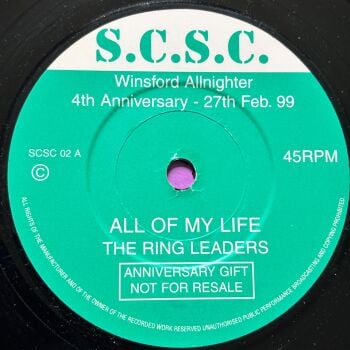 S.C.S.C.
Winsford Allnighter
4th Anniversary - 27th Feb. 99
SCSC 02 A
45RPM
©
ALL OF MY LIFE
THE RING LEADERS
ANNIVERSARY GIFT
NOT FOR RESALE
ALL RIGHTS OF THE MANUFACTURER AND OF THE OWNER OF THE RECORDED WORK RESERVED UNAUTHORISED PUBLIC PERFORMANCE BROADCASTING AND COPYING PROHIBITED